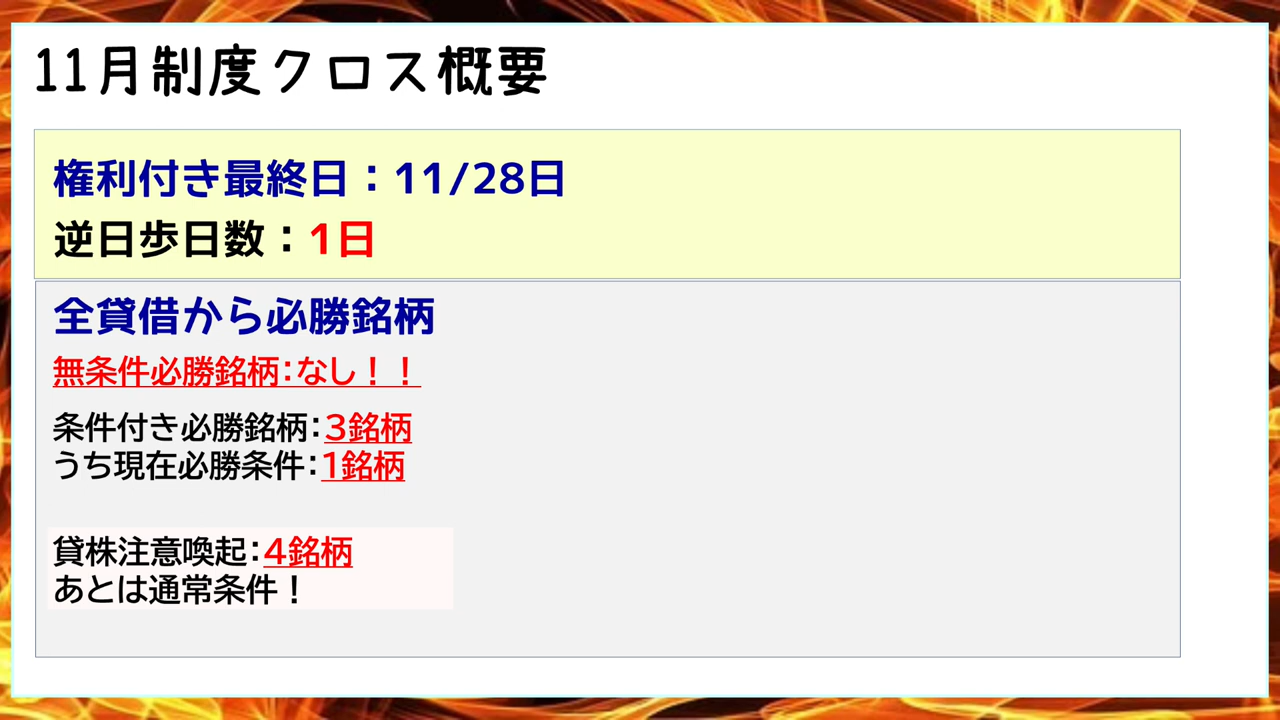 11月制度クロス概要
権利付き最終日：11/28日
逆日歩日数：1日
全貸借から必勝銘柄
無条件必勝銘柄：なし！！
条件付き必勝銘柄：3銘柄
うち現在必勝条件：1銘柄
貸株注意喚起：4銘柄
あとは通常条件！